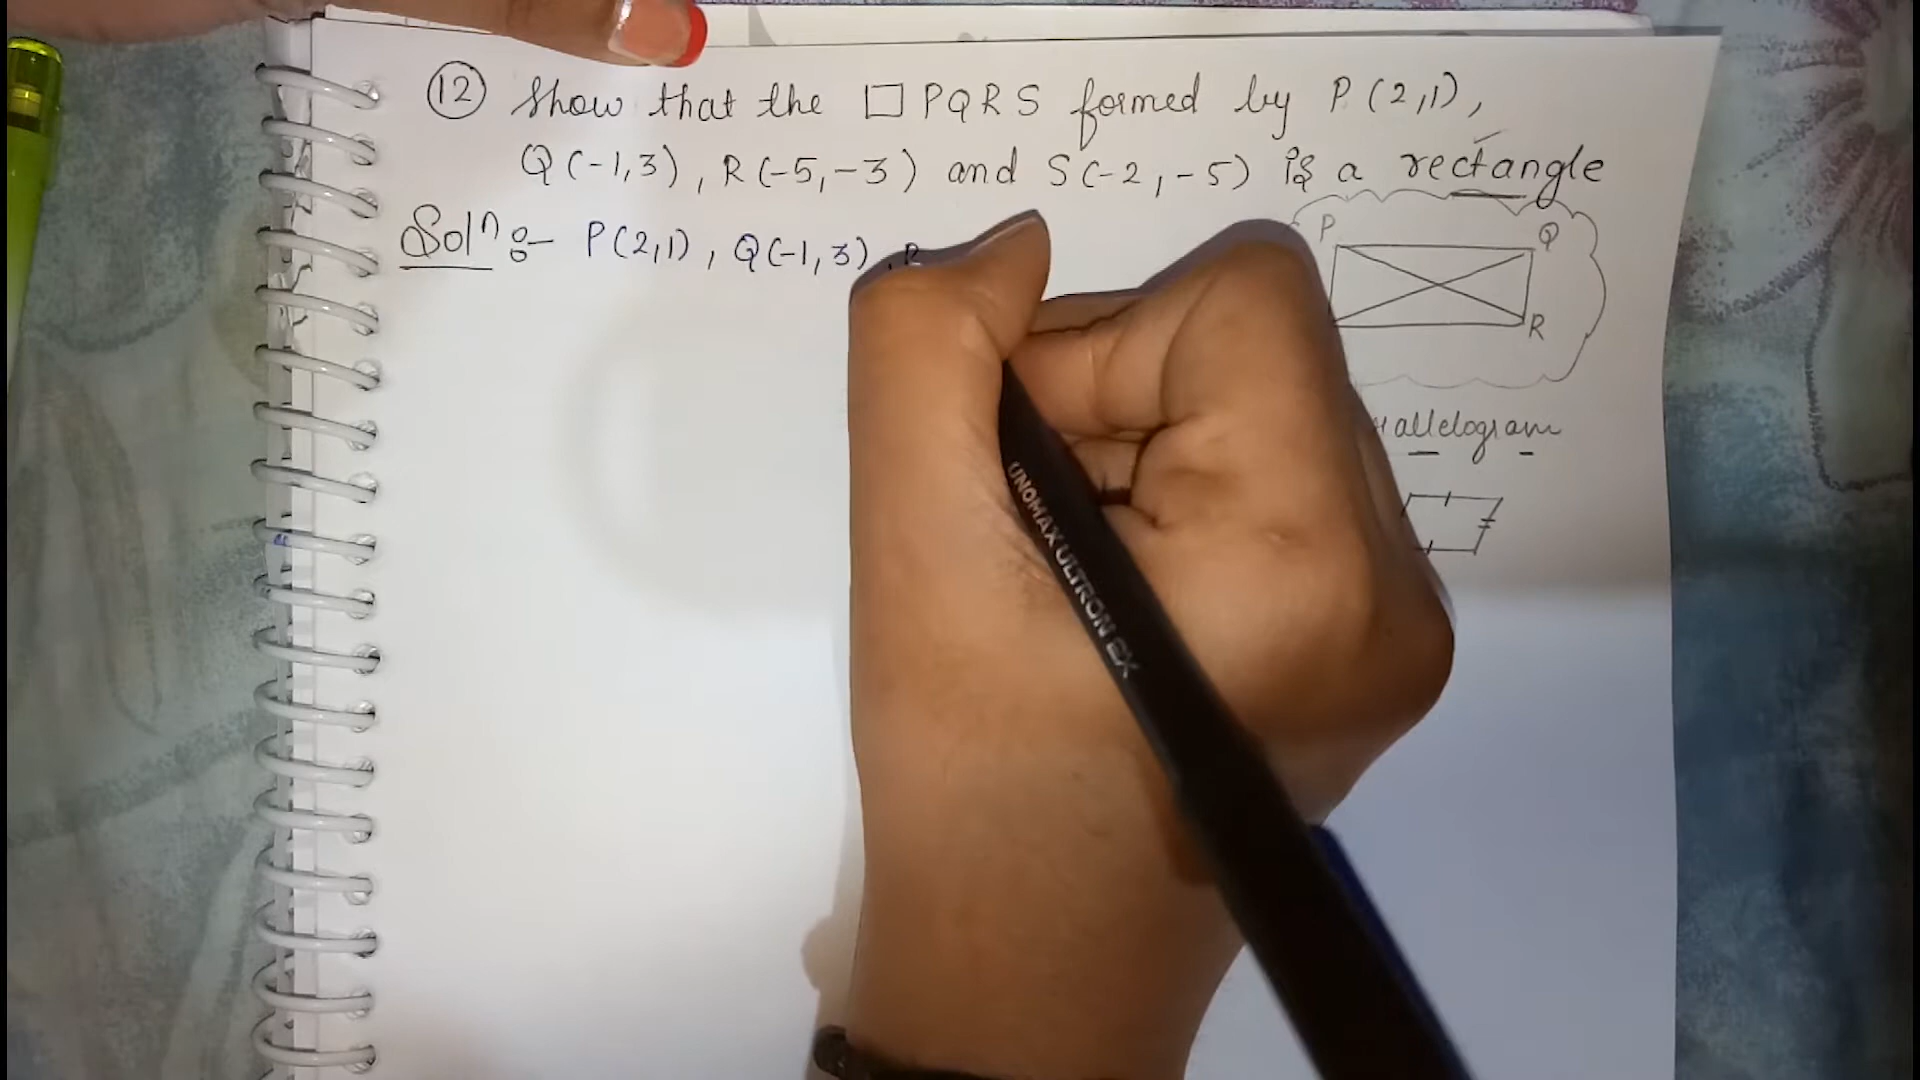 12 Show that the □ PQRS formed by P(2,1),
Q(-1,3), R(-5,-3) and S(-2,-5) is a rectangle
Solⁿ :- P(2,1), Q(-1,3), R
P Q
R
allelogram
UNOMAX ULTRON EX